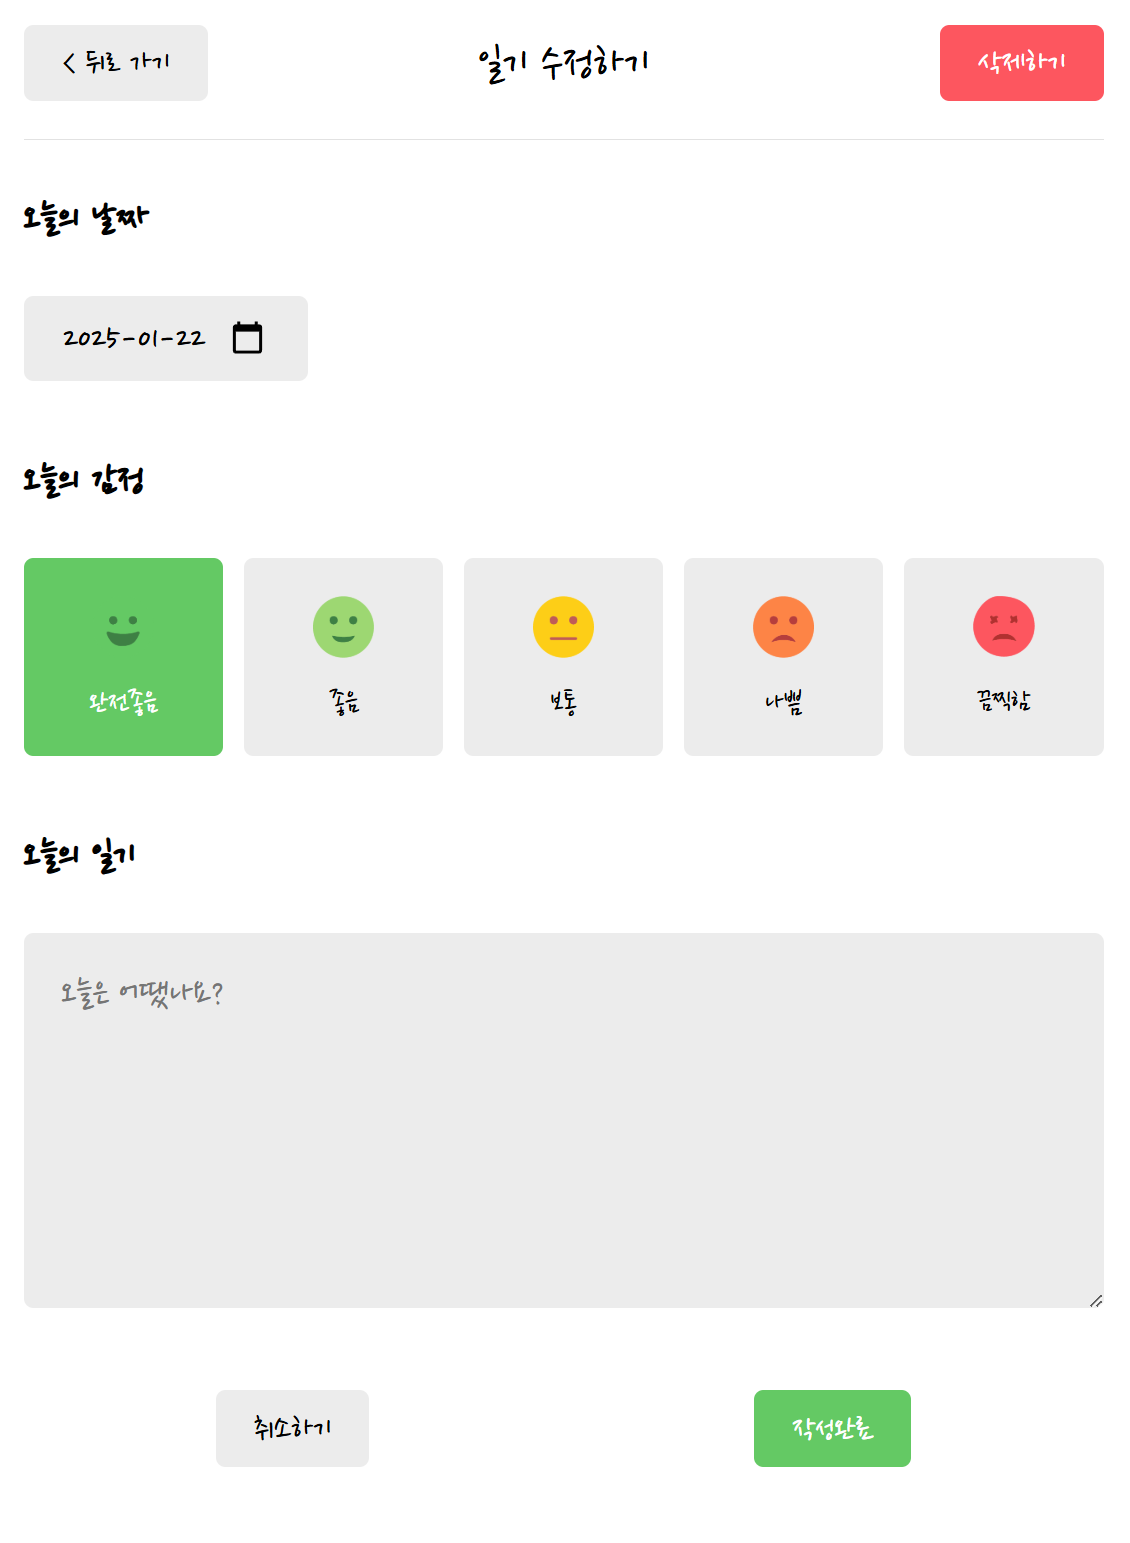 < 뒤로 가기
일기 수정하기
삭제하기
오늘의 날짜
2025-01-22
오늘의 감정
완전좋음
좋음
보통
나쁨
끔찍함
오늘의 일기
오늘은 어땠나요?
취소하기
작성완료